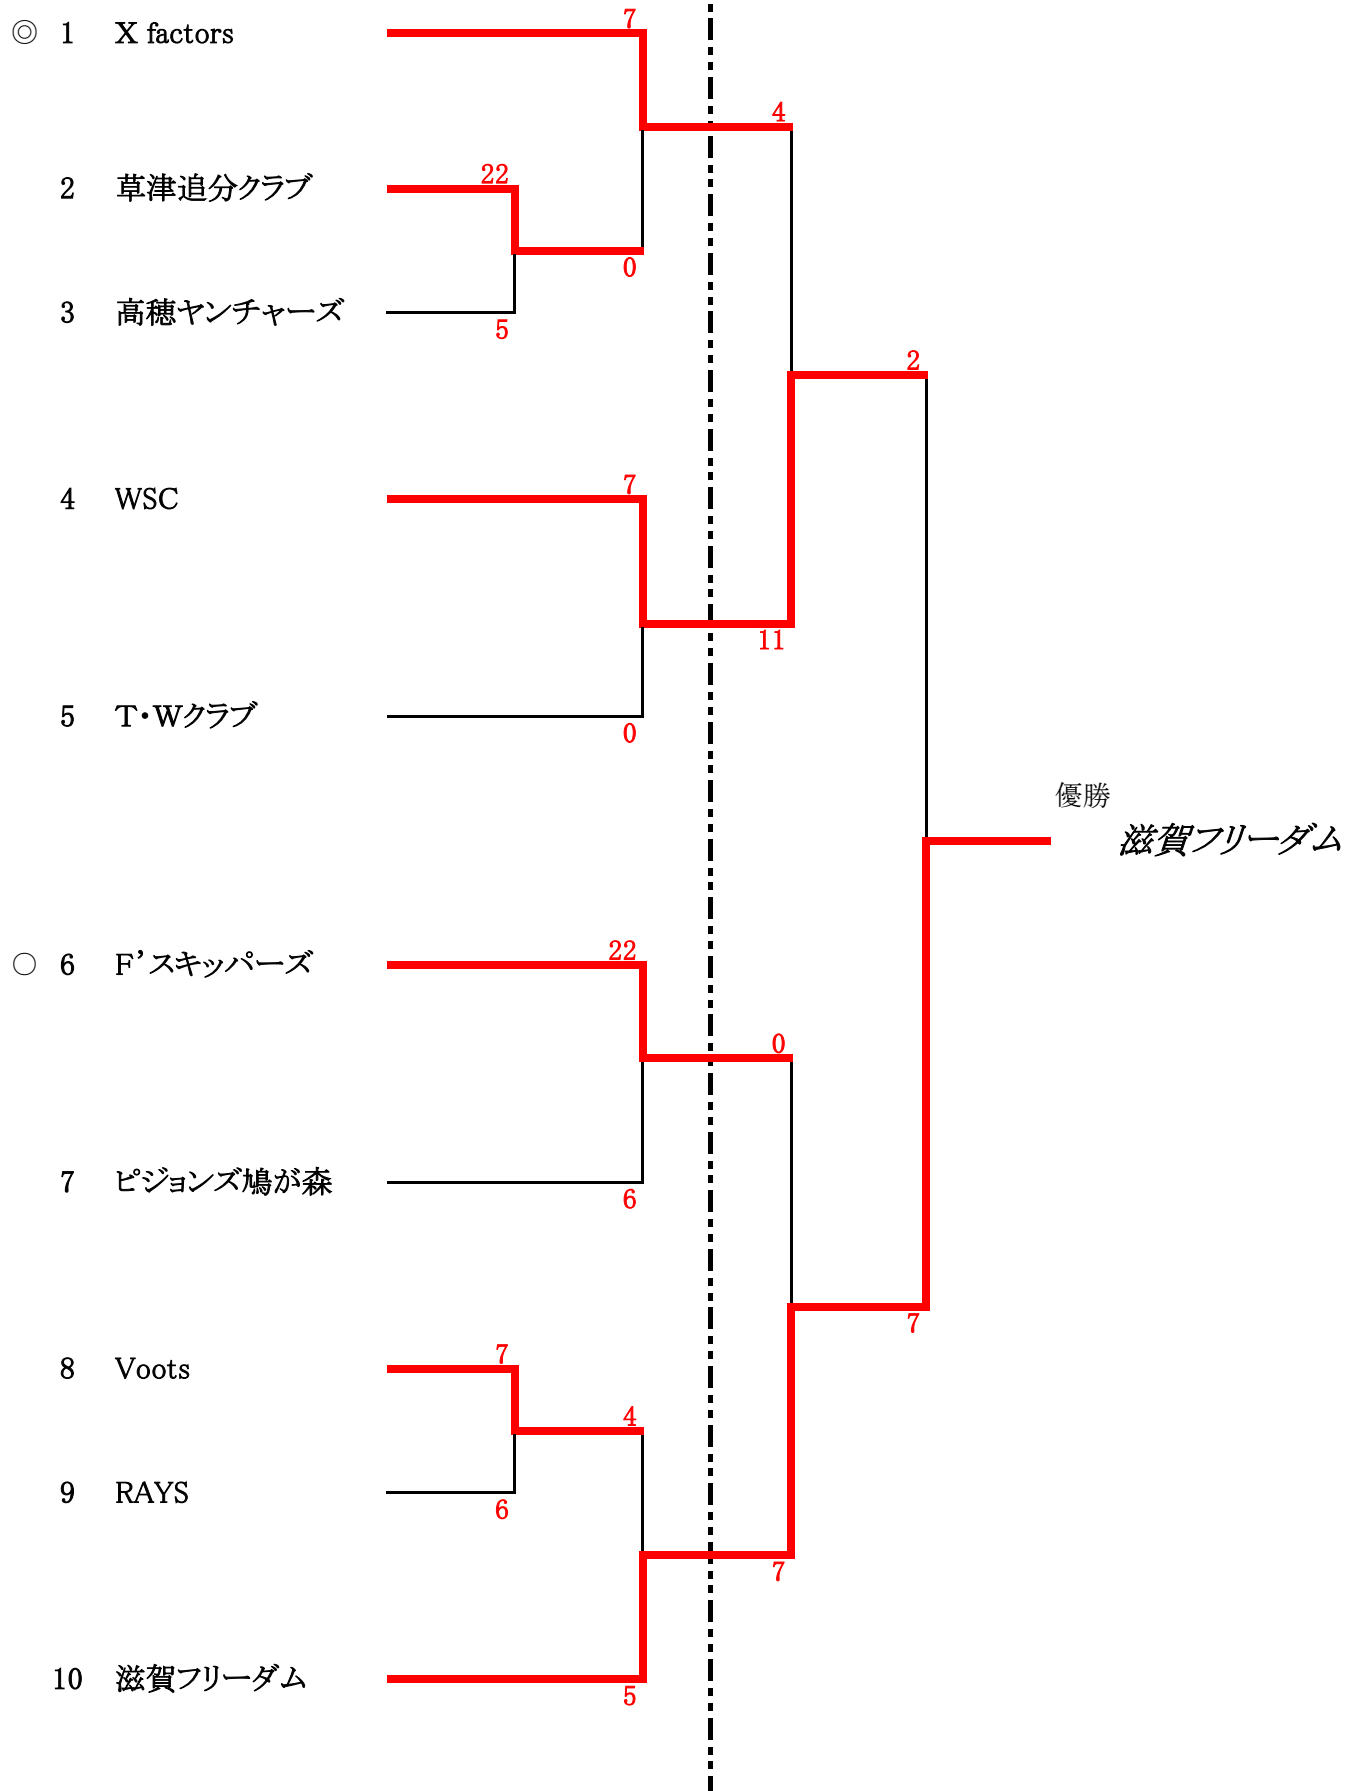 7
◎ 1 X factors
4
22
2 草津追分クラブ
0
3 高穂ヤンチャーズ
5
2
7
4 WSC
11
5 T・Wクラブ
0
優勝
滋賀フリーダム
22
○ 6 F’スキッパーズ
0
7 ピジョンズ鳩が森
6
7
7
8 Voots
4
9 RAYS
6
7
10 滋賀フリーダム
5